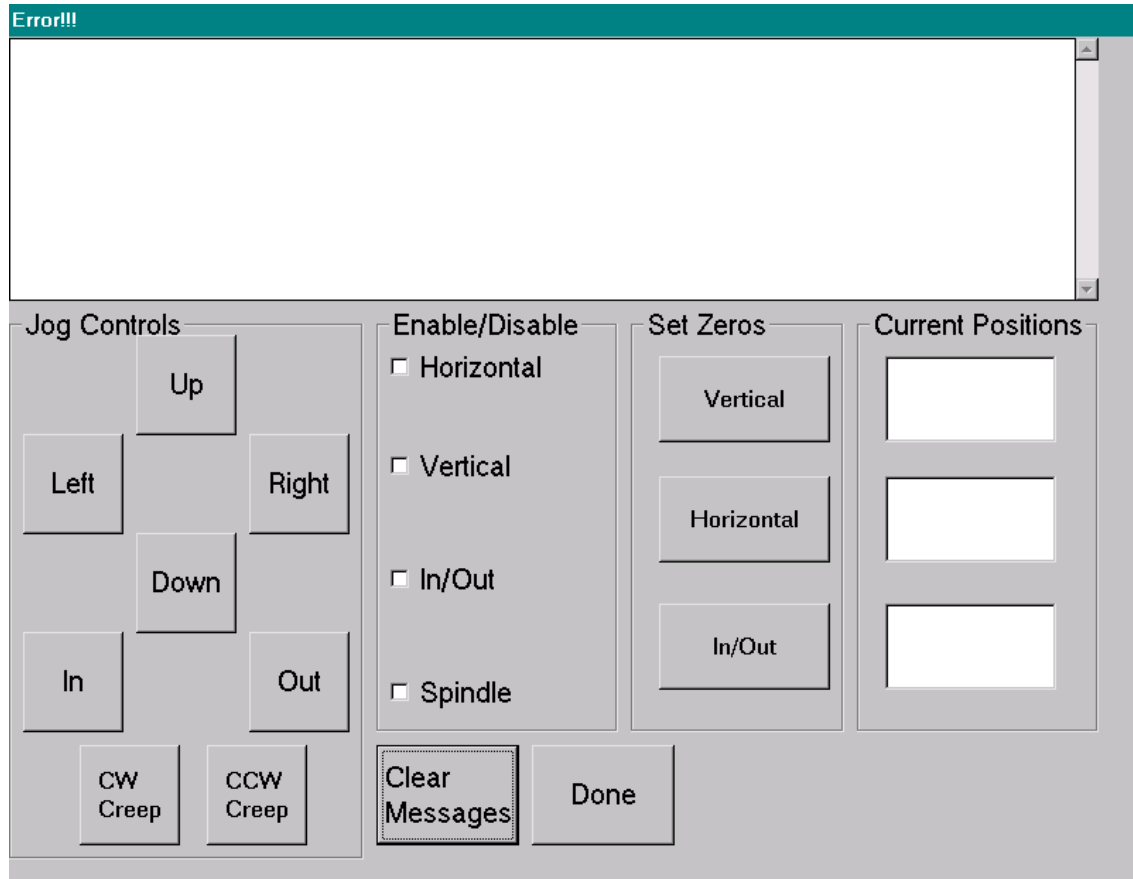 Error!!!
Jog Controls
Up
Left
Right
Down
In
Out
CW
Creep
CCW
Creep
Enable/Disable
Horizontal
Vertical
In/Out
Spindle
Clear
Messages
Done
Set Zeros
Vertical
Horizontal
In/Out
Current Positions